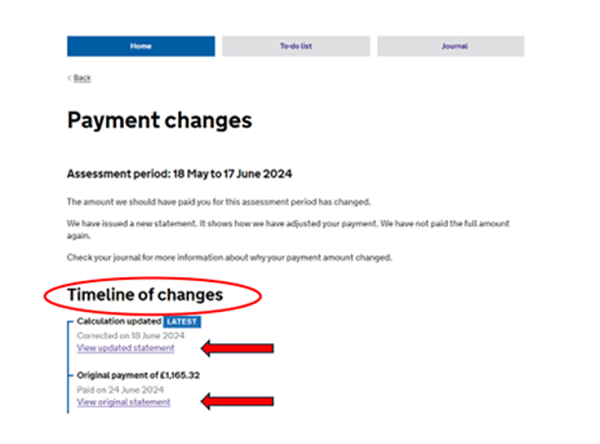 Home To-do list Journal
< Back
Payment changes
Assessment period: 18 May to 17 June 2024
The amount we should have paid you for this assessment period has changed.
We have issued a new statement. It shows how we have adjusted your payment. We have not paid the full amount
again.
Check your journal for more information about why your payment amount changed.
Timeline of changes
Calculation updated LATEST
Corrected on 18 June 2024
View updated statement
Original payment of £1,165.32
Paid on 24 June 2024
View original statement